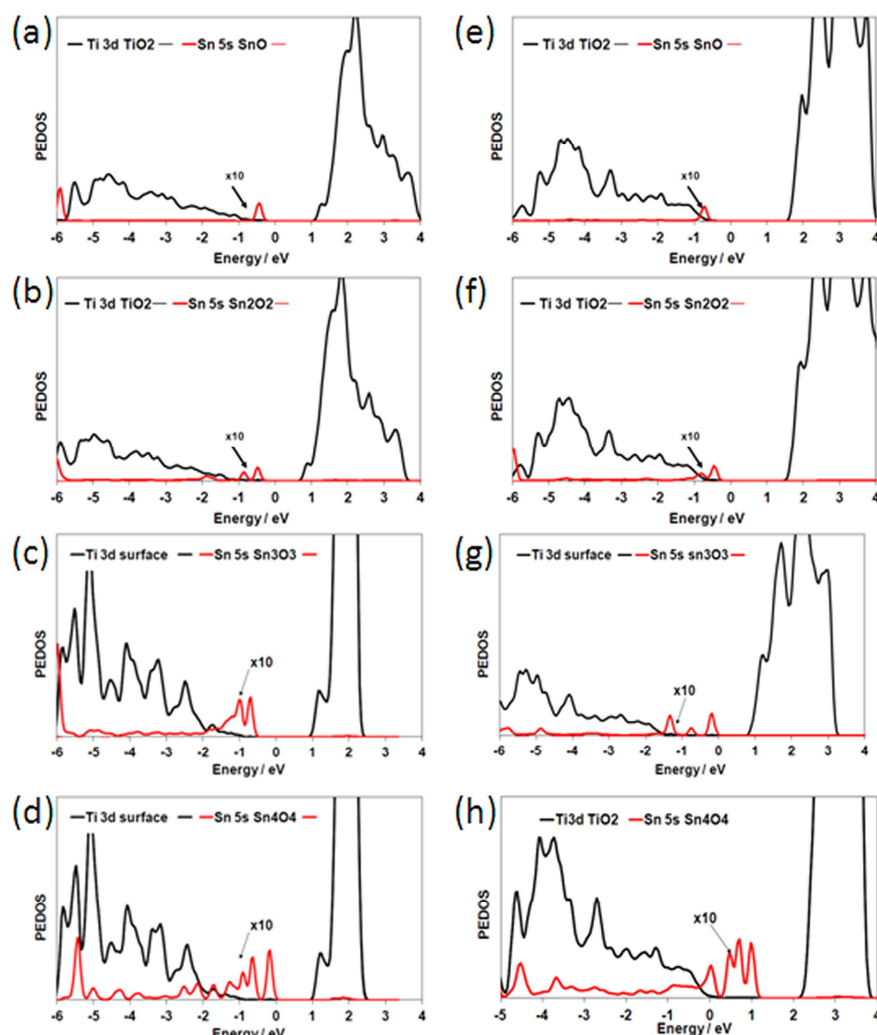 (a)
Ti 3d TiO2 Sn 5s SnO
PEDOS
x10
-6 -5 -4 -3 -2 -1 0 1 2 3 4
Energy / eV
(e)
Ti 3d TiO2 Sn 5s SnO
PEDOS
x10
-6 -5 -4 -3 -2 -1 0 1 2 3 4
Energy / eV
(b)
Ti 3d TiO2 Sn 5s Sn2O2
PEDOS
x10
-6 -5 -4 -3 -2 -1 0 1 2 3 4
Energy / eV
(f)
Ti 3d TiO2 Sn 5s Sn2O2
PEDOS
x10
-6 -5 -4 -3 -2 -1 0 1 2 3 4
Energy / eV
(c)
Ti 3d surface Sn 5s Sn3O3
PEDOS
x10
-6 -5 -4 -3 -2 -1 0 1 2 3 4
Energy / eV
(g)
Ti 3d surface Sn 5s sn3O3
PEDOS
x10
-6 -5 -4 -3 -2 -1 0 1 2 3 4
Energy / eV
(d)
Ti 3d surface Sn 5s Sn4O4
PEDOS
x10
-6 -5 -4 -3 -2 -1 0 1 2 3 4
Energy / eV
(h)
Ti3d TiO2 Sn 5s Sn4O4
PEDOS
x10
-5 -4 -3 -2 -1 0 1 2 3 4
Energy / eV